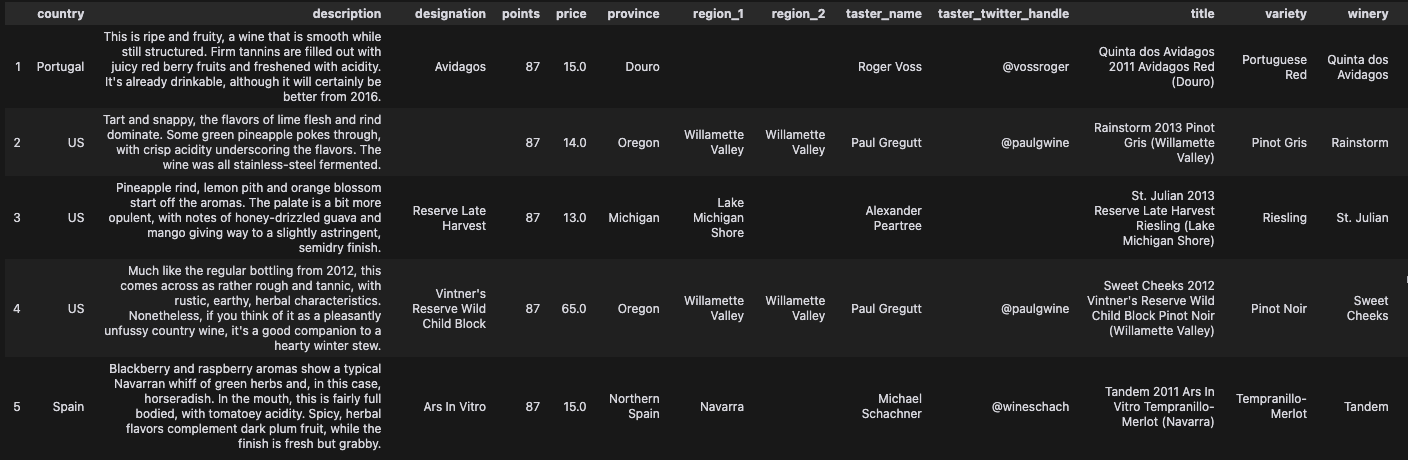 country description designation points price province region_1 region_2 taster_name taster_twitter_handle title variety winery
1 Portugal This is ripe and fruity, a wine that is smooth while
still structured. Firm tannins are filled out with
juicy red berry fruits and freshened with acidity.
It's already drinkable, although it will certainly be
better from 2016. Avidagos 87 15.0 Douro Roger Voss @vossroger Quinta dos Avidagos
2011 Avidagos Red
(Douro) Portuguese
Red Quinta dos
Avidagos
2 US Tart and snappy, the flavors of lime flesh and rind
dominate. Some green pineapple pokes through,
with crisp acidity underscoring the flavors. The
wine was all stainless-steel fermented. 87 14.0 Oregon Willamette
Valley Willamette
Valley Paul Gregutt @paulgwine Rainstorm 2013 Pinot
Gris (Willamette
Valley) Pinot Gris Rainstorm
3 US Pineapple rind, lemon pith and orange blossom
start off the aromas. The palate is a bit more
opulent, with notes of honey-drizzled guava and
mango giving way to a slightly astringent,
semidry finish. Reserve Late
Harvest 87 13.0 Michigan Lake
Michigan
Shore Alexander
Peartree St. Julian 2013
Reserve Late Harvest
Riesling (Lake
Michigan Shore) Riesling St. Julian
4 US Much like the regular bottling from 2012, this
comes across as rather rough and tannic, with
rustic, earthy, herbal characteristics.
Nonetheless, if you think of it as a pleasantly
unfussy country wine, it's a good companion to a
hearty winter stew. Vintner's
Reserve Wild
Child Block 87 65.0 Oregon Willamette
Valley Willamette
Valley Paul Gregutt @paulgwine Sweet Cheeks 2012
Vintner's Reserve Wild
Child Block Pinot Noir
(Willamette Valley) Pinot Noir Sweet
Cheeks
5 Spain Blackberry and raspberry aromas show a typical
Navarran whiff of green herbs and, in this case,
horseradish. In the mouth, this is fairly full
bodied, with tomatoey acidity. Spicy, herbal
flavors complement dark plum fruit, while the
finish is fresh but grabby. Ars In Vitro 87 15.0 Northern
Spain Navarra Michael
Schachner @wineschach Tandem 2011 Ars In
Vitro Tempranillo-
Merlot (Navarra) Tempranillo-
Merlot Tandem